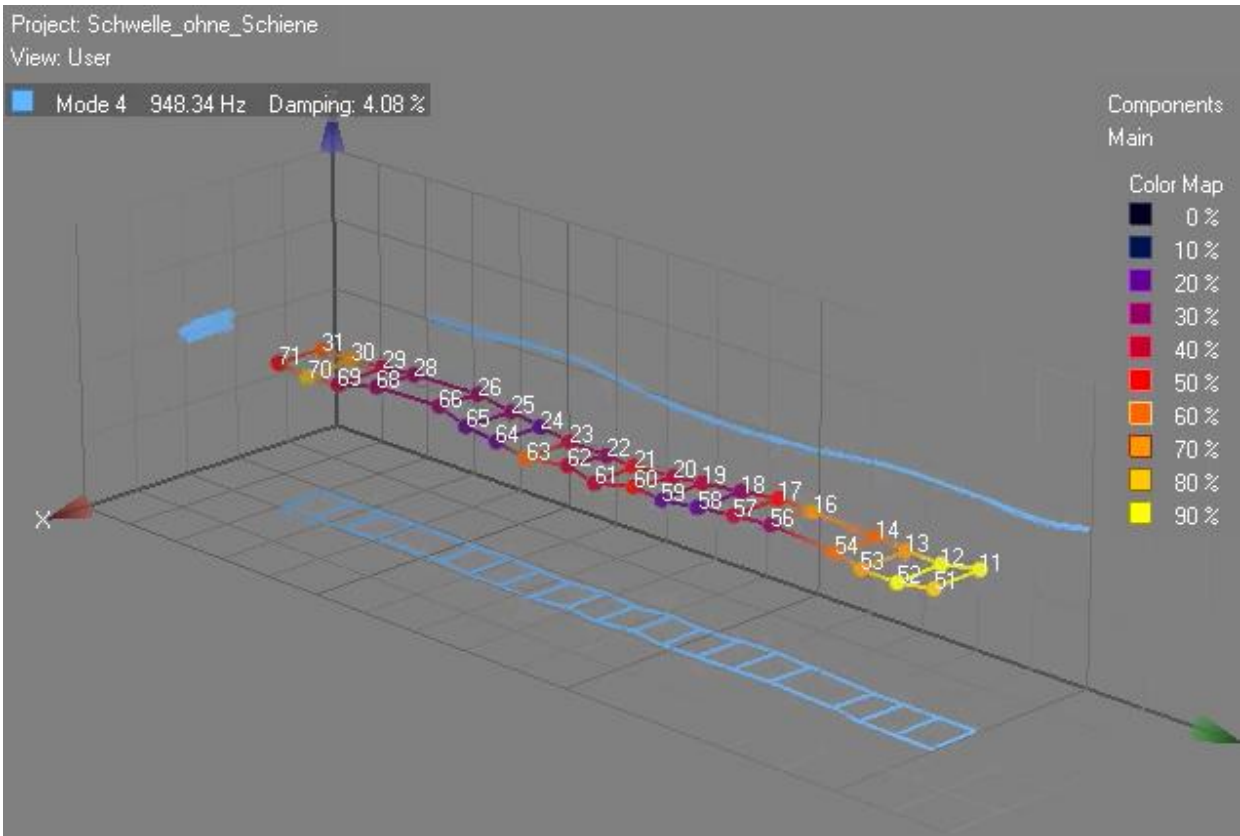 Project: Schwelle_ohne_Schiene
View: User
Mode 4 948.34 Hz Damping: 4.08 %
Components
Main
Color Map
0 %
10 %
20 %
30 %
40 %
50 %
60 %
70 %
80 %
90 %
71 31 30 29 28 26 25 24 23 22 21 20 19 18 17 16 14 13 12 11
70 69 68 66 65 64 63 62 61 60 59 58 57 56 54 53 52 51
X